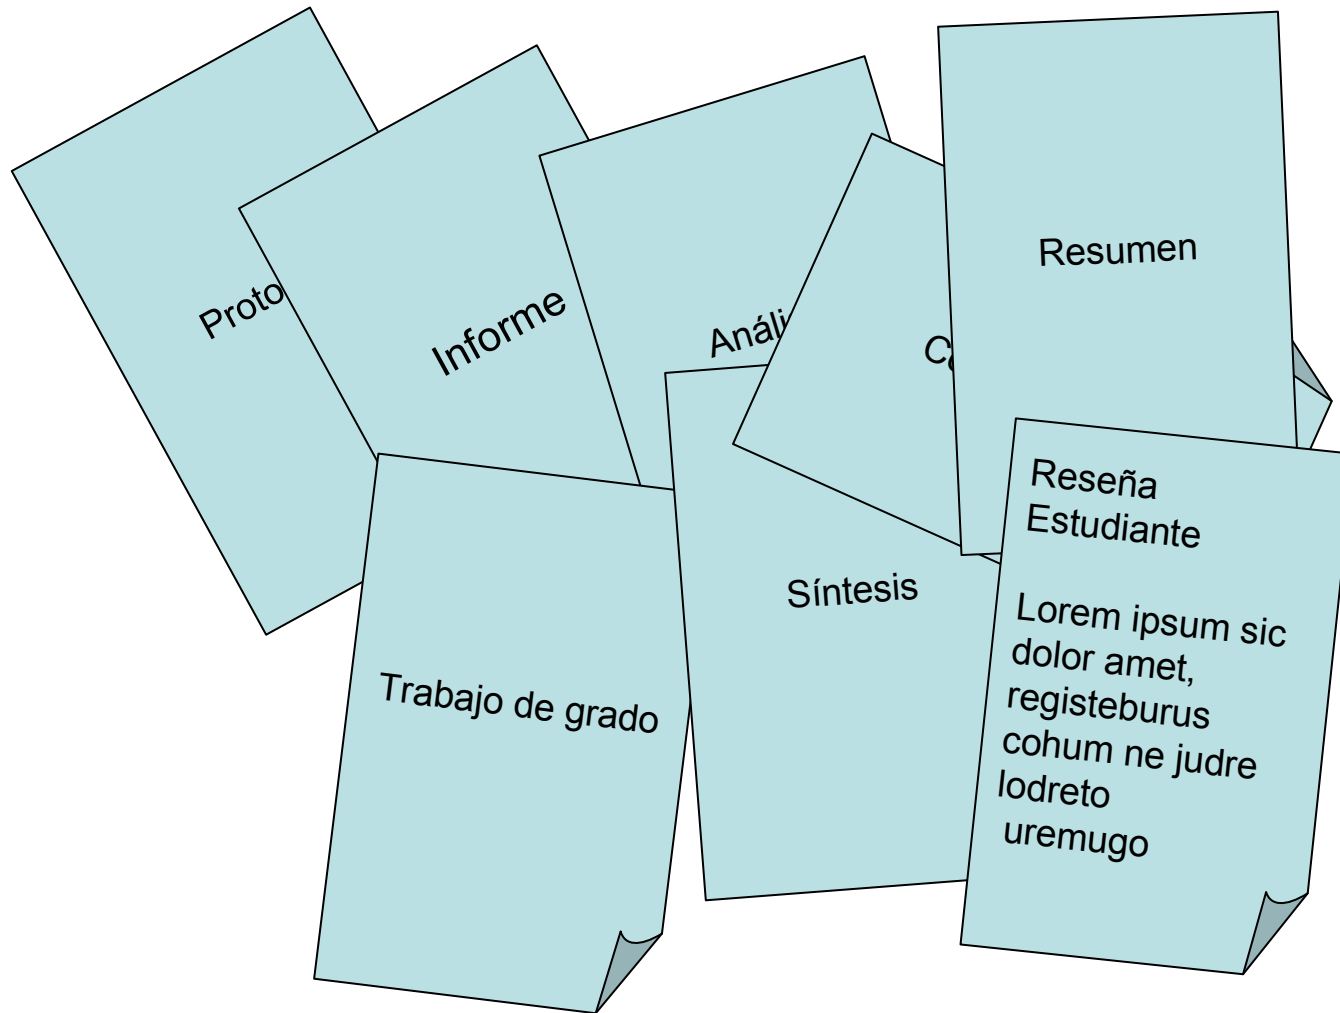 Proto
Informe
Análi
Resumen
Síntesis
Trabajo de grado
Reseña
Estudiante
Lorem ipsum sic
dolor amet,
registeburus
cohum ne judre
lodreto
uremugo